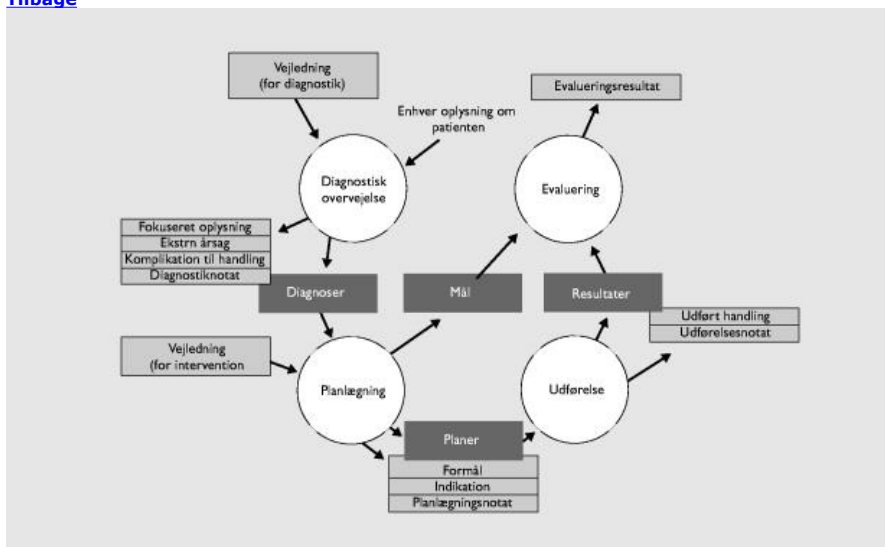 Tilbage
Vejledning
(for diagnostik)
Enhver oplysning om
patienten
Evalueringsresultat
Diagnostisk
overvejelse
Evaluering
Fokuseret oplysning
Ekstrn årsag
Komplikation til handling
Diagnostiknotat
Diagnoser
Mål
Resultater
Udført handling
Udførelsesnotat
Vejledning
(for intervention
Planlægning
Udførelse
Planer
Formål
Indikation
Planlægningsnotat